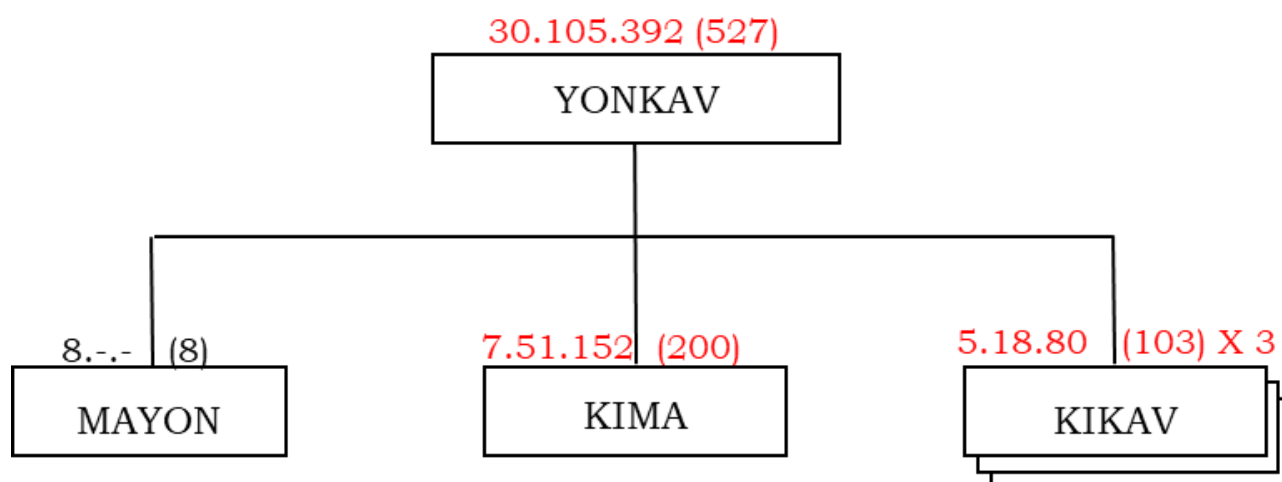 30.105.392 (527)
YONKAV
8.-.- (8)
7.51.152 (200)
5.18.80 (103) X 3
MAYON
KIMA
KIKAV